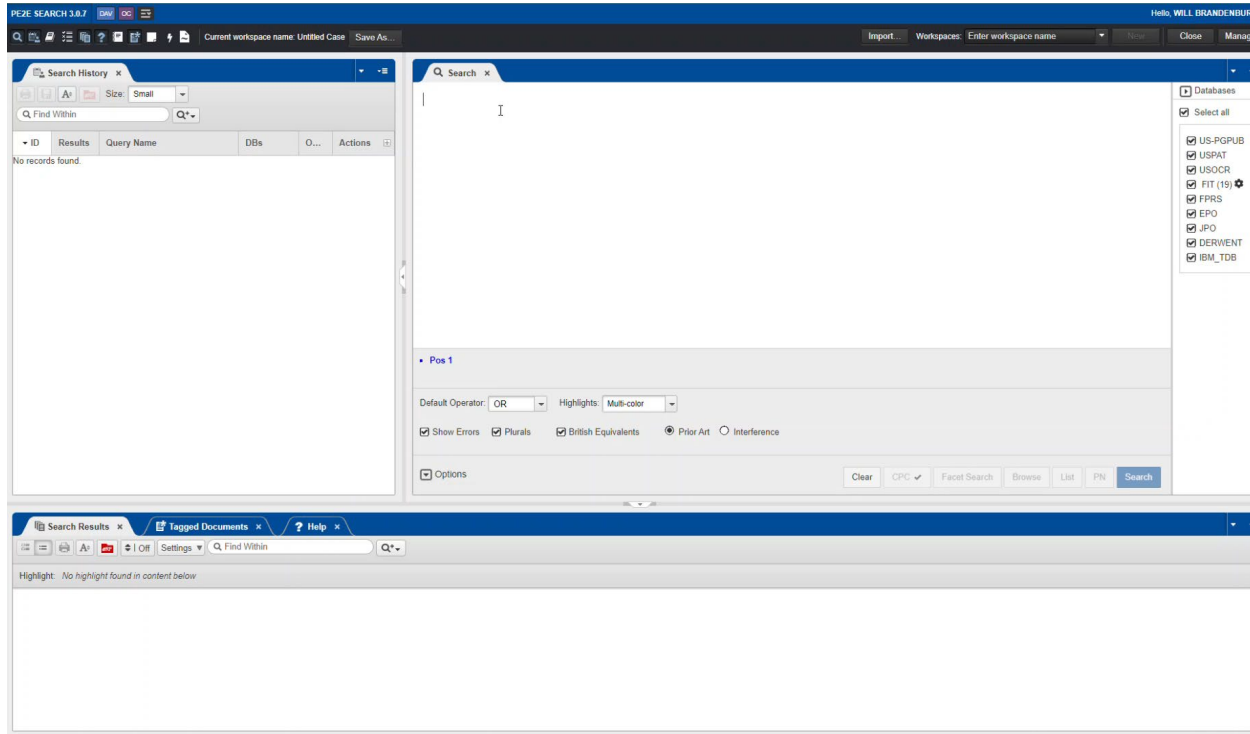 PE2E SEARCH 3.0.7 DAV OC Hello, WILL BRANDENBUR
Current workspace name: Untitled Case Save As... Import... Workspaces: Enter workspace name New Close Manag
Search History x
Search x
Size: Small
Find Within
ID Results Query Name DBs O... Actions
No records found.
Databases
Select all
US-PGPUB
USPAT
USOCR
FIT (19)
FPRS
EPO
JPO
DERWENT
IBM_TDB
Pos 1
Default Operator: OR Highlights: Multi-color
Show Errors Plurals British Equivalents Prior Art Interference
Options Clear CPC Facet Search Browse List PN Search
Search Results x Tagged Documents x ? Help x
Off Settings Find Within
Highlight: No highlight found in content below